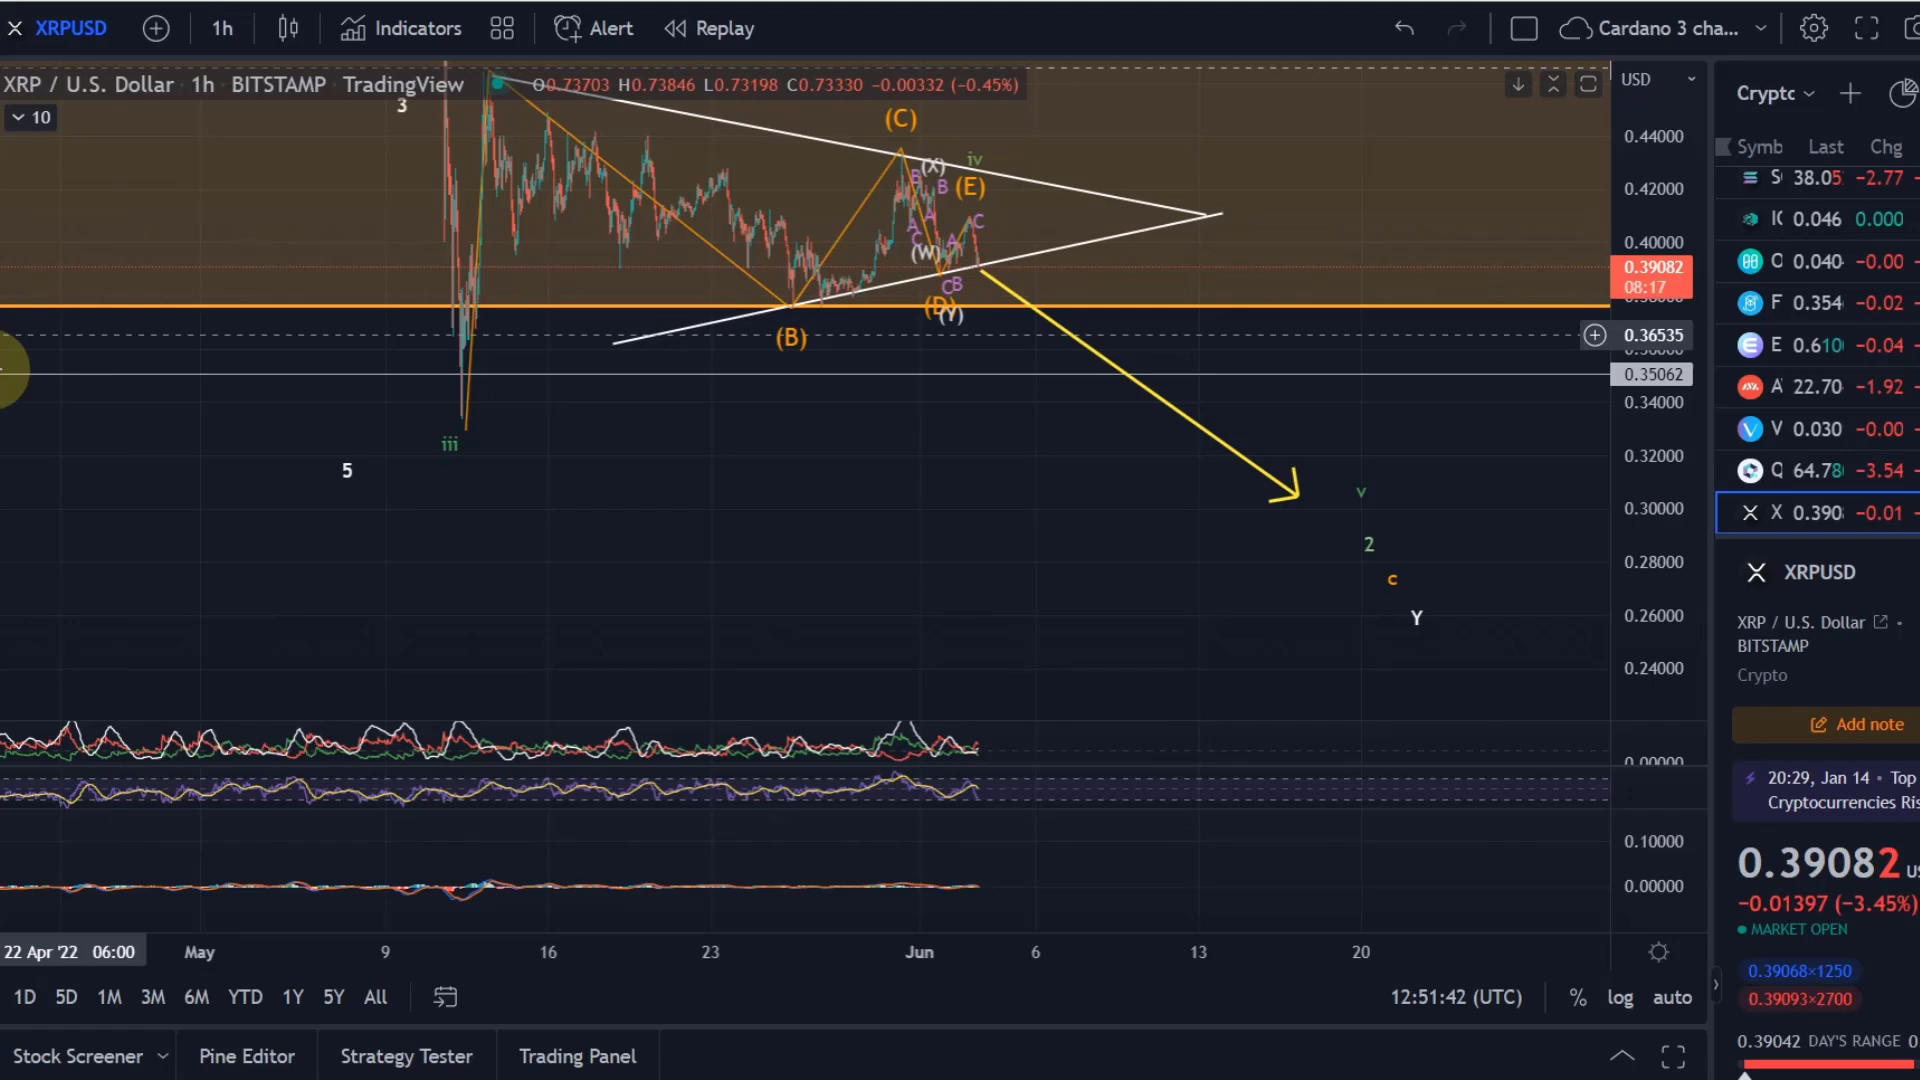 XRPUSD 1h Indicators Alert Replay Cardano 3 cha...
XRP / U.S. Dollar · 1h · BITSTAMP · TradingView O0.73703 H0.73846 L0.73198 C0.73330 −0.00332 (−0.45%)
10
3
(C)
iv
(X)
B
B
(E)
A
A
C
C
A
(W)
C
B
(D)
(Y)
(B)
iii
5
v
2
c
Y
USD
0.44000
0.42000
0.40000
0.39082
08:17
0.36535
0.35062
0.34000
0.32000
0.30000
0.28000
0.26000
0.24000
0.00000
0.10000
0.00000
22 Apr '22 06:00 May 9 16 23 Jun 6 13 20
1D 5D 1M 3M 6M YTD 1Y 5Y All 12:51:42 (UTC) % log auto
Stock Screener Pine Editor Strategy Tester Trading Panel
Crypto
Symb Last Chg
38.05 −2.77
0.046 0.000
O 0.040 −0.00
F 0.354 −0.02
E 0.610 −0.04
22.70 −1.92
V 0.030 −0.00
Q 64.78 −3.54
X 0.390 −0.01
XRPUSD
XRP / U.S. Dollar
BITSTAMP
Crypto
Add note
20:29, Jan 14 • Top
Cryptocurrencies Ris
0.39082 US
−0.01397 (−3.45%)
MARKET OPEN
0.39068×1250
0.39093×2700
0.39042 DAY'S RANGE 0